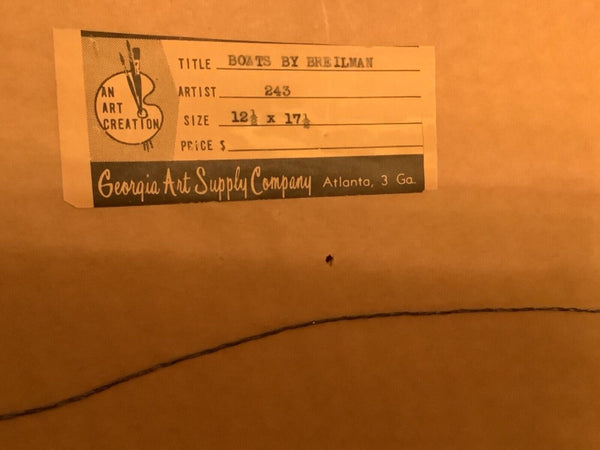 AN
ART
CREATION
TITLE BOATS BY BREILMAN
ARTIST 243
SIZE 12½ x 17½
PRICE $
Georgia Art Supply Company Atlanta, 3 Ga.